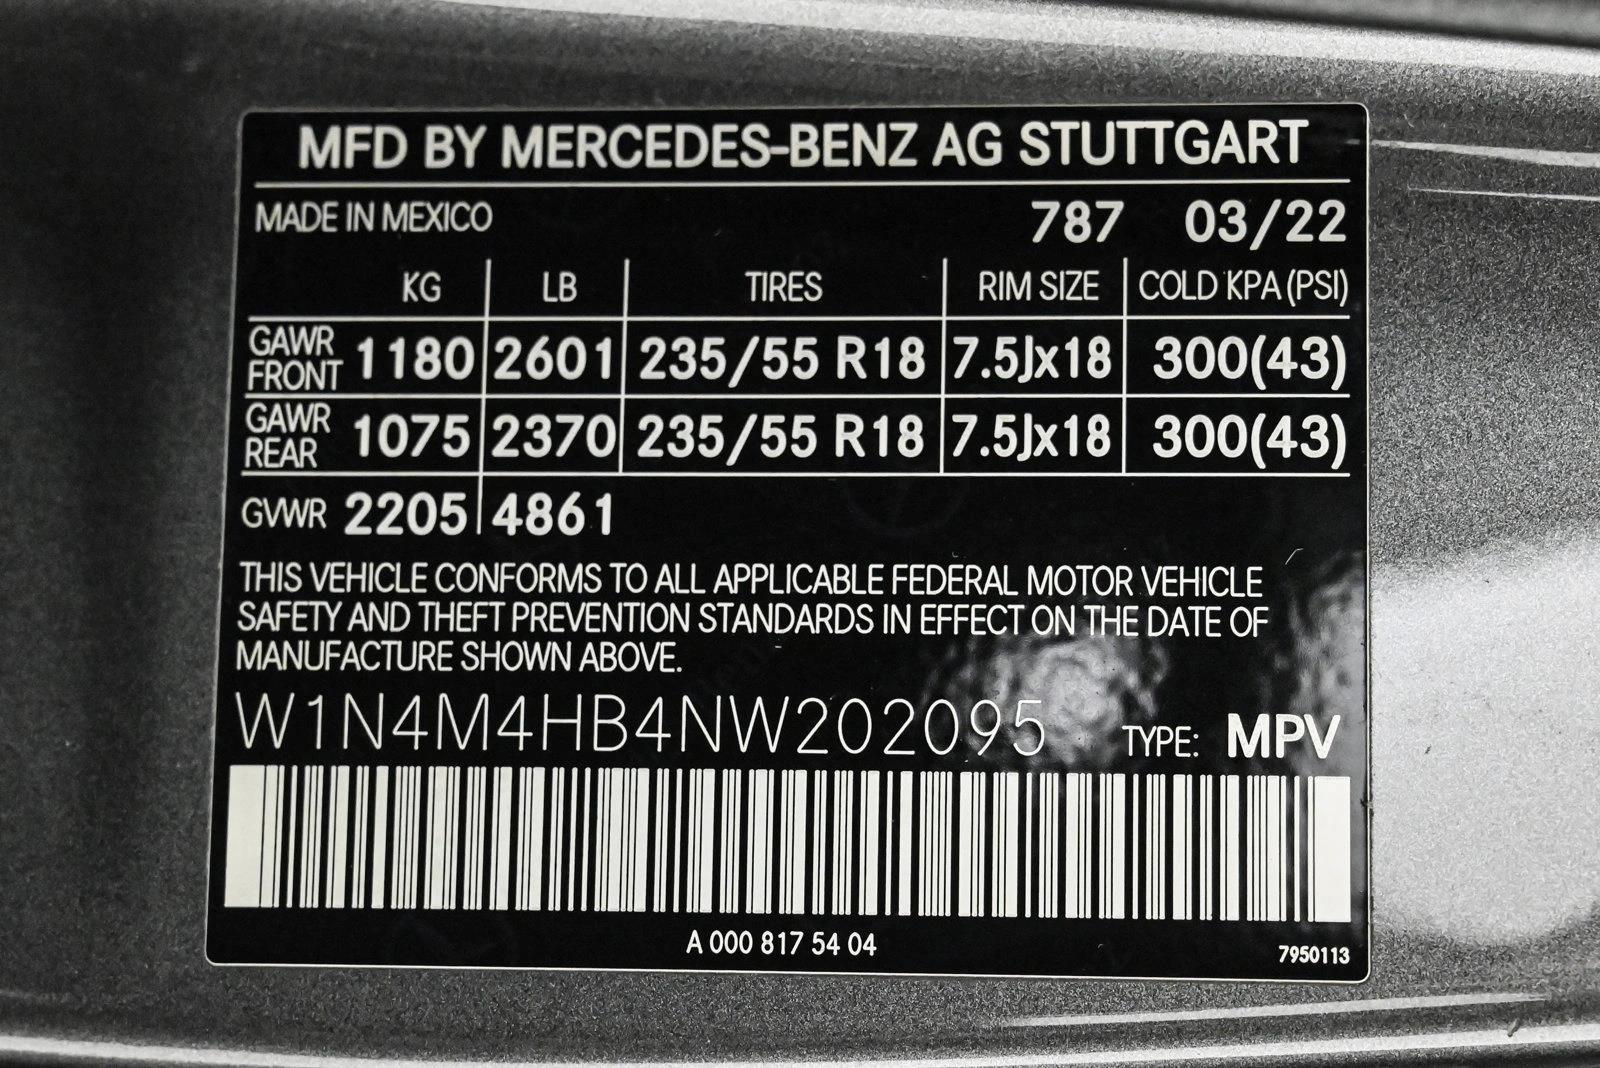 MFD BY MERCEDES-BENZ AG STUTTGART
MADE IN MEXICO 787 03/22
KG LB TIRES RIM SIZE COLD KPA (PSI)
GAWR FRONT 1180 2601 235/55 R18 7.5Jx18 300(43)
GAWR REAR 1075 2370 235/55 R18 7.5Jx18 300(43)
GVWR 2205 4861
THIS VEHICLE CONFORMS TO ALL APPLICABLE FEDERAL MOTOR VEHICLE
SAFETY AND THEFT PREVENTION STANDARDS IN EFFECT ON THE DATE OF
MANUFACTURE SHOWN ABOVE.
W1N4M4HB4NW202095 TYPE: MPV
A 000 817 54 04
7950113